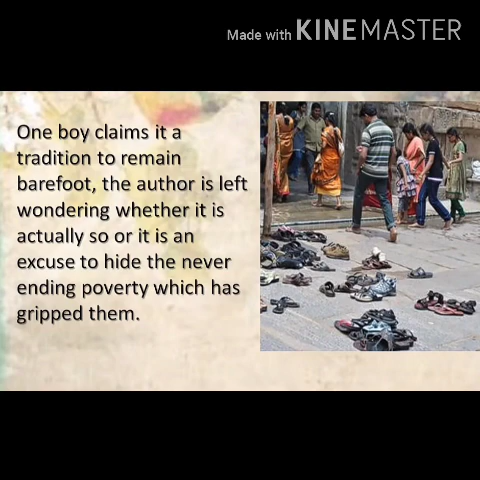 Made with KINEMASTER
One boy claims it a
tradition to remain
barefoot, the author is left
wondering whether it is
actually so or it is an
excuse to hide the never
ending poverty which has
gripped them.